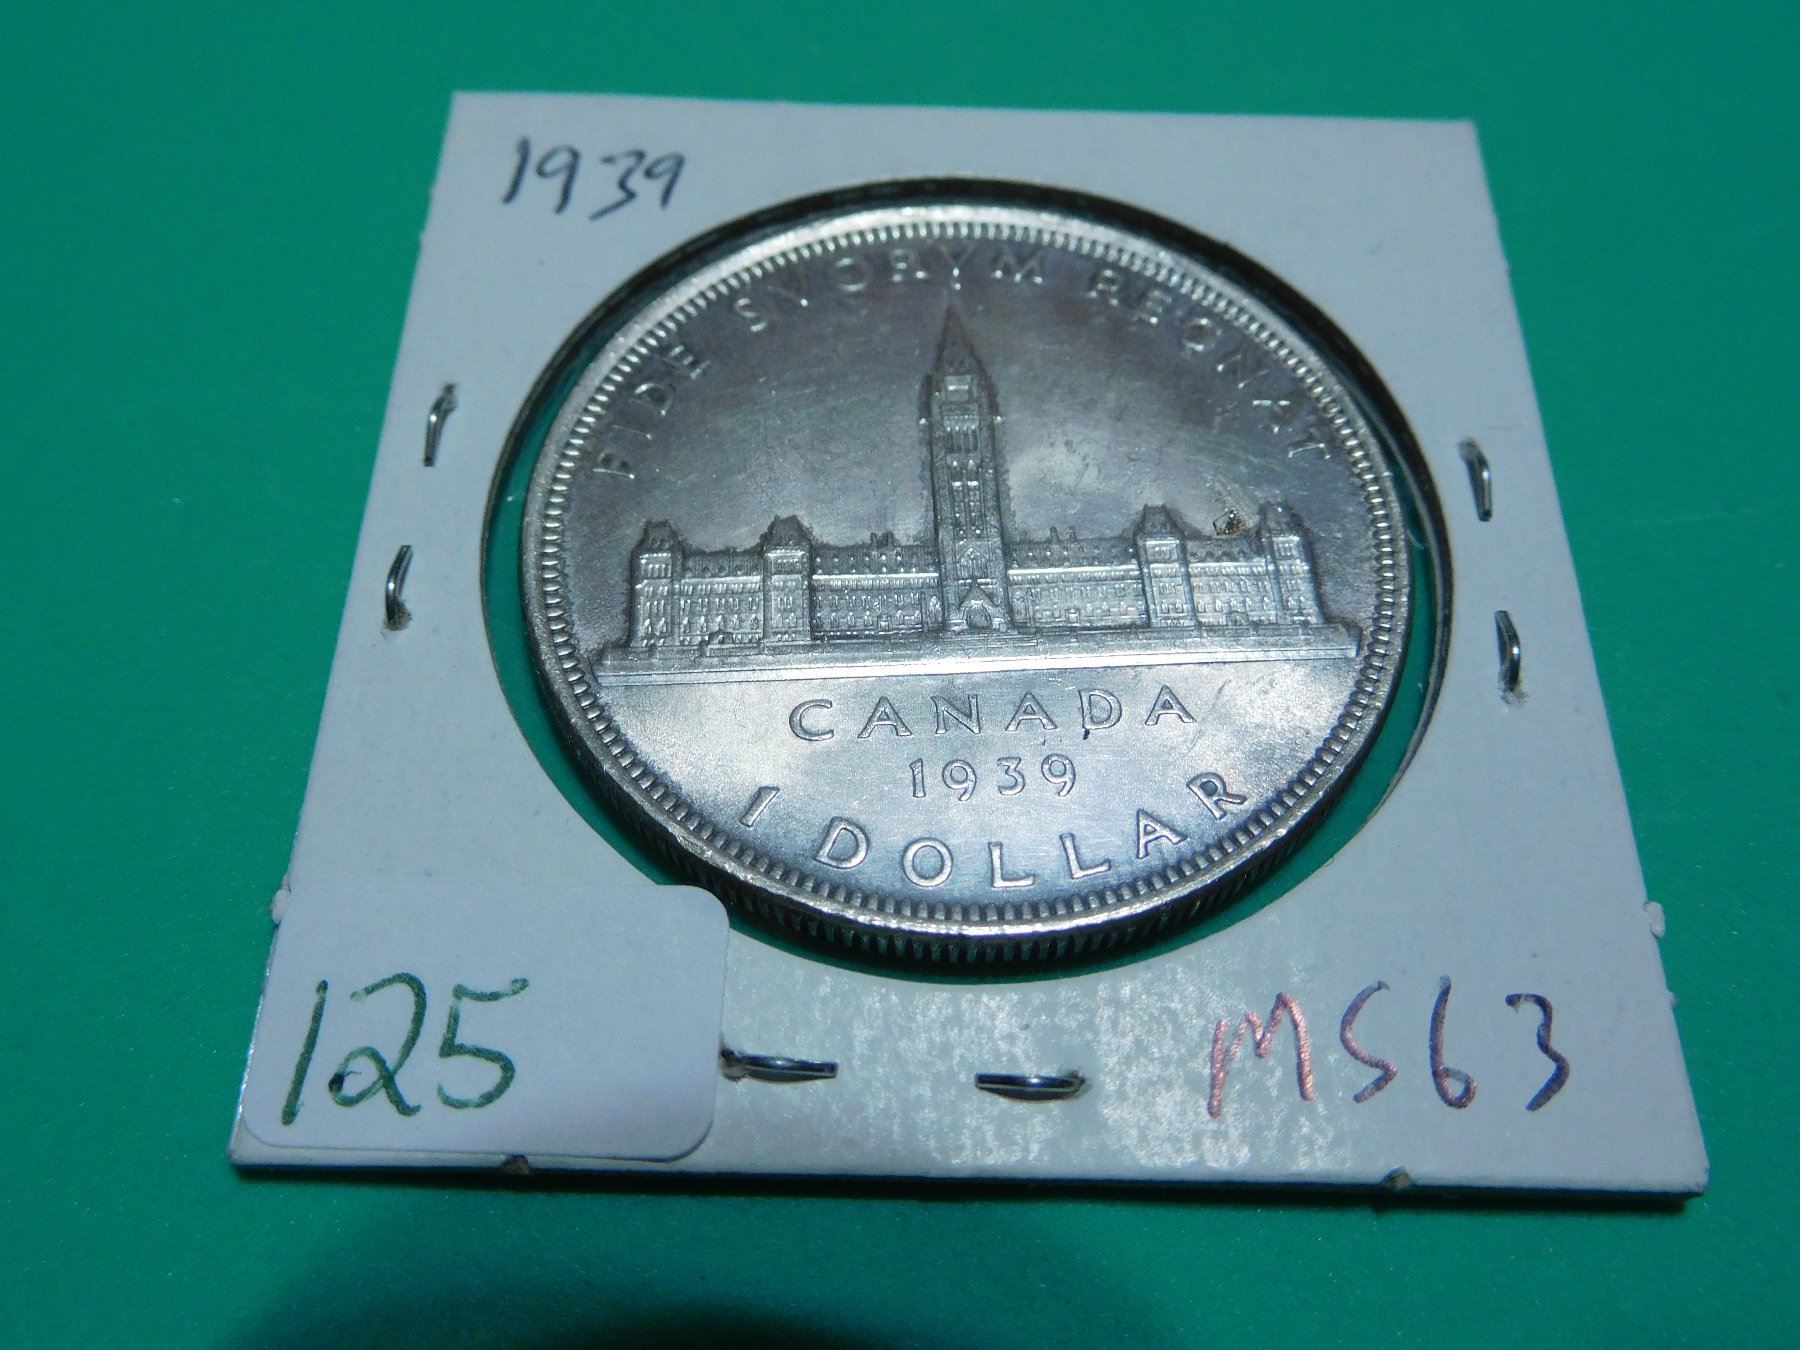 1939
FIDE SVORVM REGNAT
CANADA
1939
1 DOLLAR
125
MS63